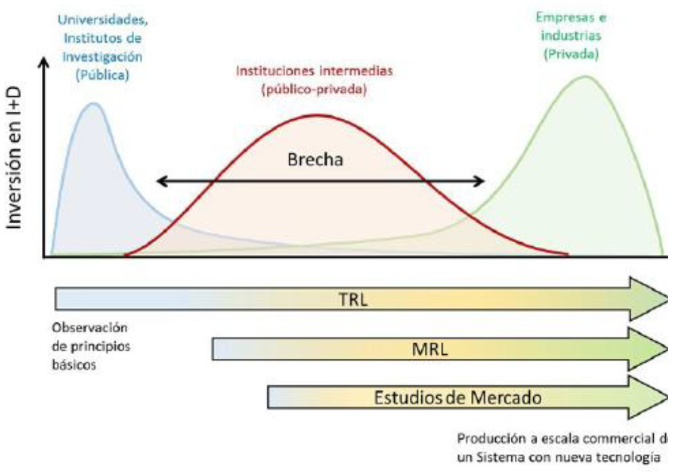 Universidades,
Institutos de
Investigación
(Pública)
Instituciones intermedias
(público-privada)
Empresas e
industrias
(Privada)
Inversión en I+D
Brecha
TRL
Observación
de principios
básicos
MRL
Estudios de Mercado
Producción a escala commercial d
un Sistema con nueva tecnología